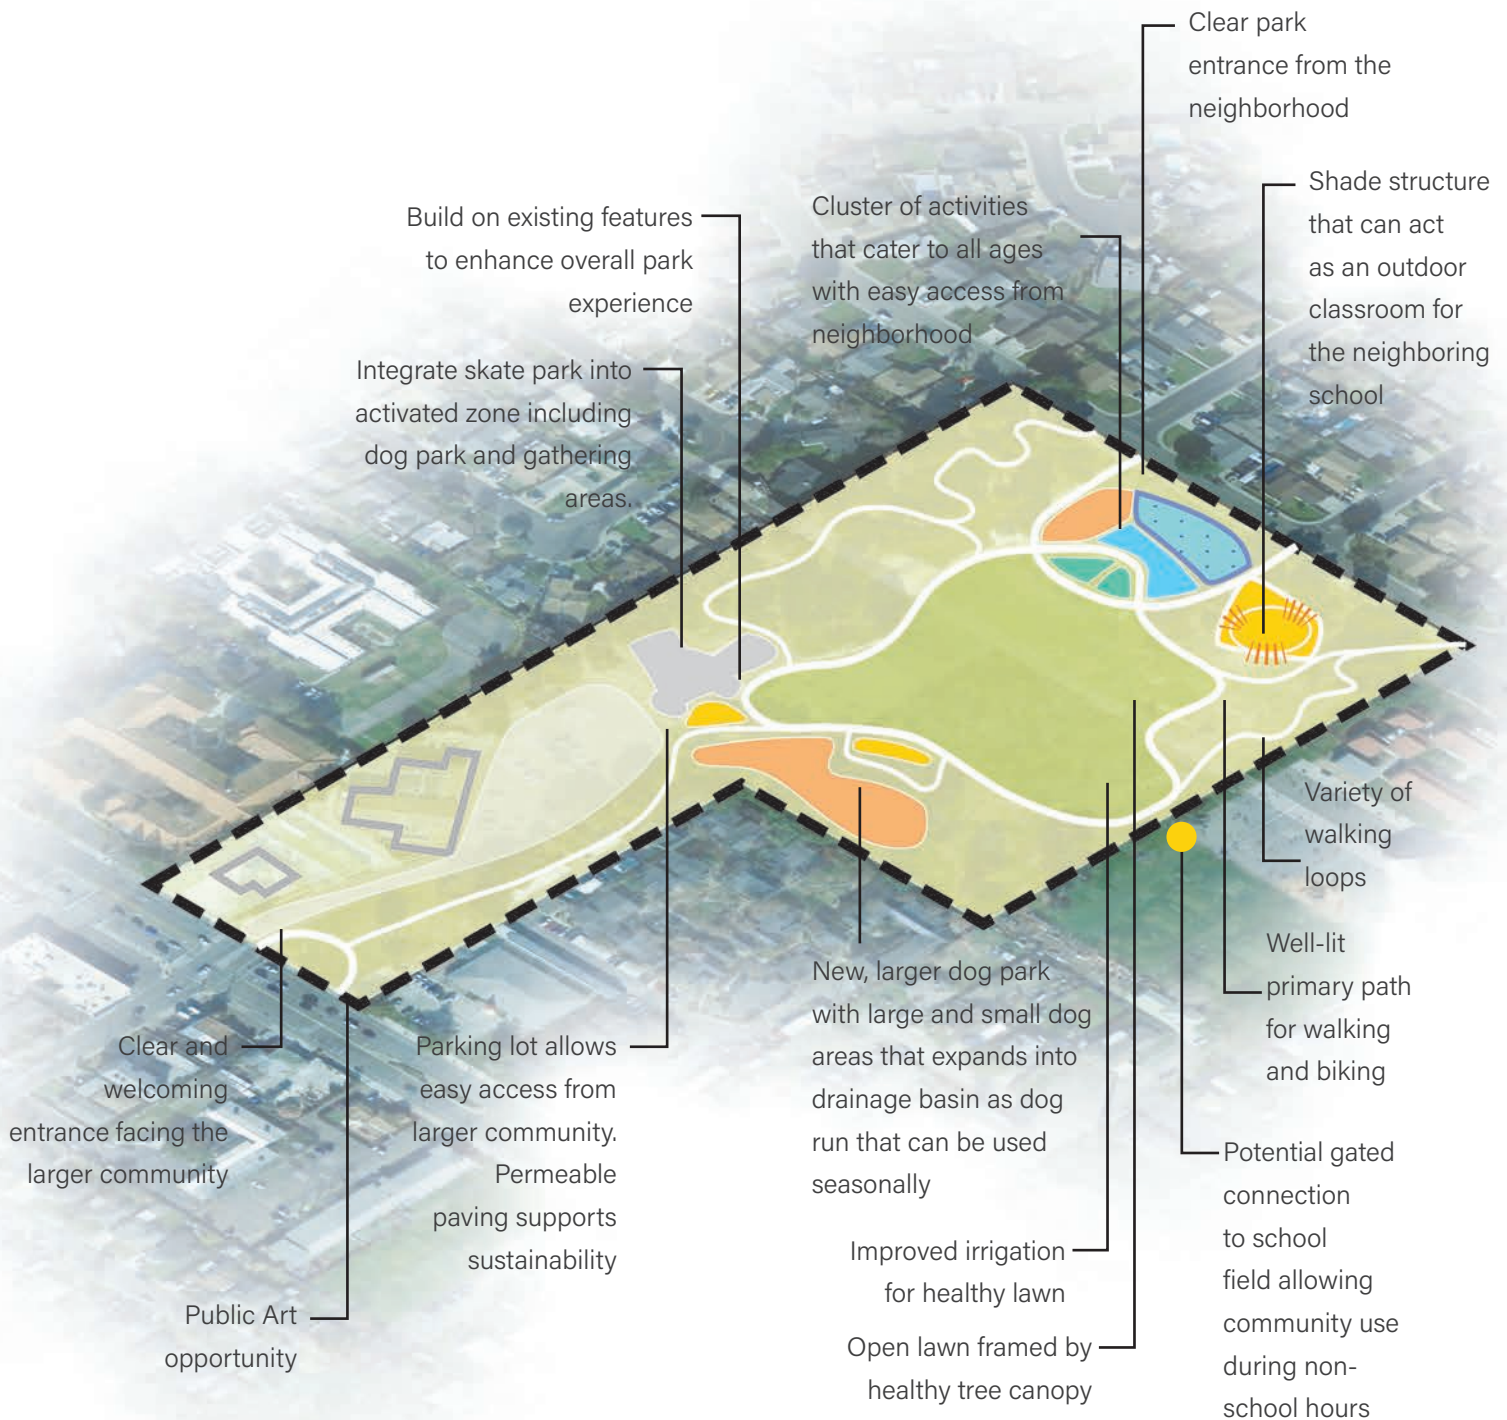 Clear park
entrance from the
neighborhood
Shade structure
that can act
as an outdoor
classroom for
the neighboring
school
Cluster of activities
that cater to all ages
with easy access from
neighborhood
Build on existing features
to enhance overall park
experience
Integrate skate park into
activated zone including
dog park and gathering
areas.
Variety of
walking
loops
Well-lit
primary path
for walking
and biking
New, larger dog park
with large and small dog
areas that expands into
drainage basin as dog
run that can be used
seasonally
Clear and
welcoming
entrance facing the
larger community
Parking lot allows
easy access from
larger community.
Permeable
paving supports
sustainability
Potential gated
connection
to school
field allowing
community use
during non-
school hours
Improved irrigation
for healthy lawn
Public Art
opportunity
Open lawn framed by
healthy tree canopy